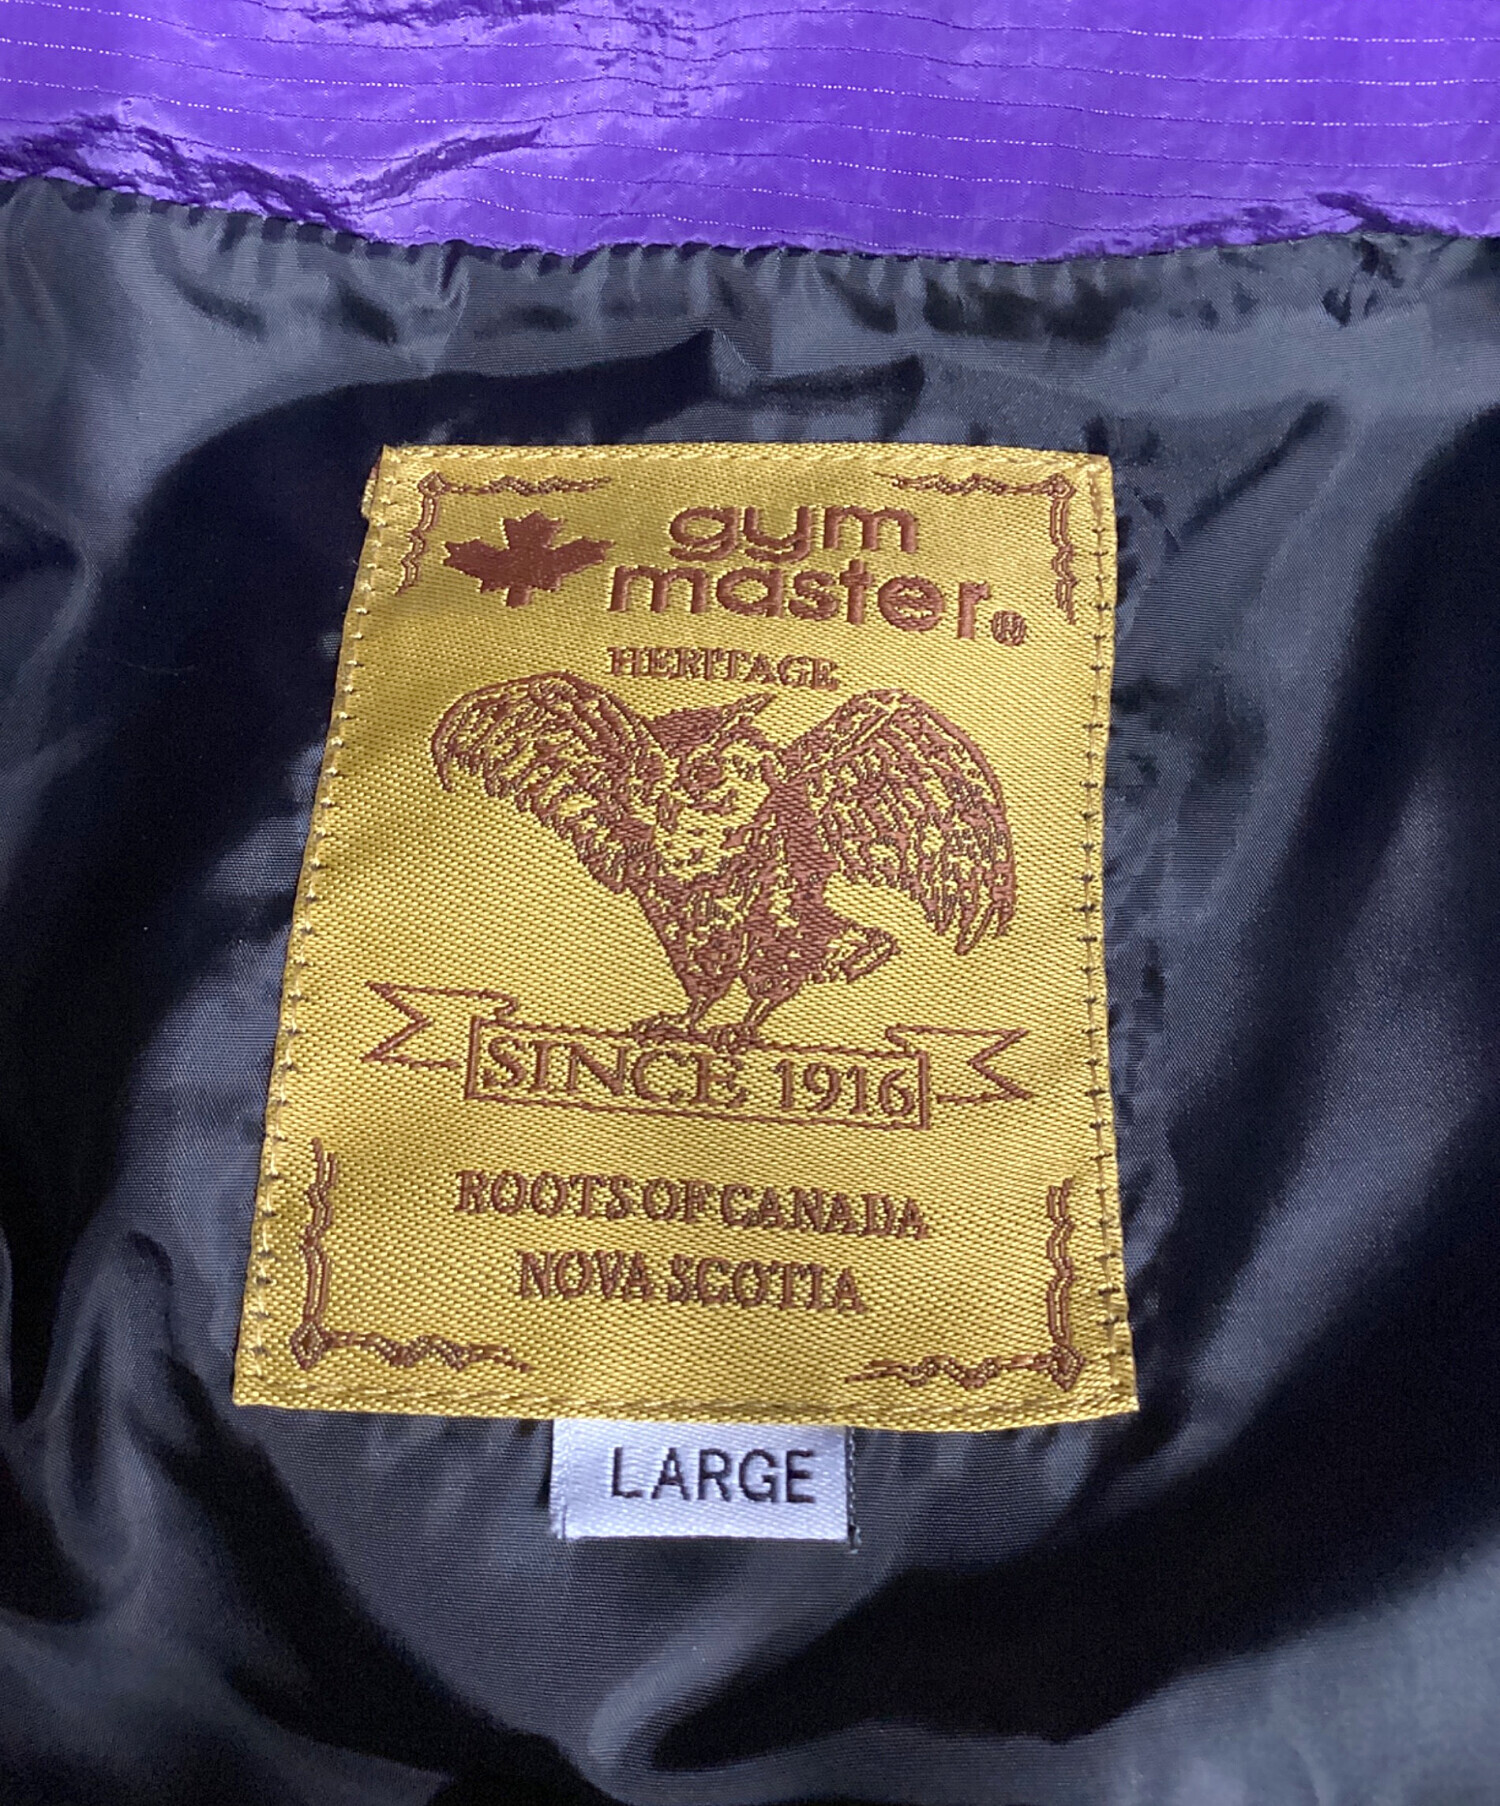 gym
master®
HERITAGE
SINCE 1916
ROOTS OF CANADA
NOVA SCOTIA
LARGE